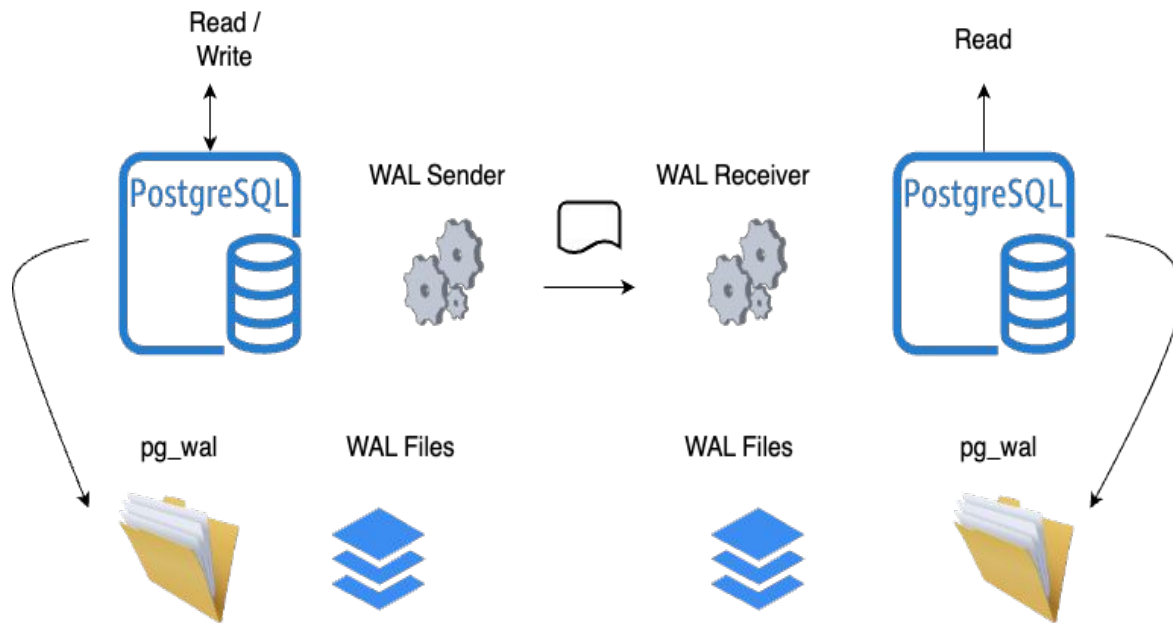 Read /
Write
Read
PostgreSQL
WAL Sender
WAL Receiver
PostgreSQL
pg_wal
WAL Files
WAL Files
pg_wal